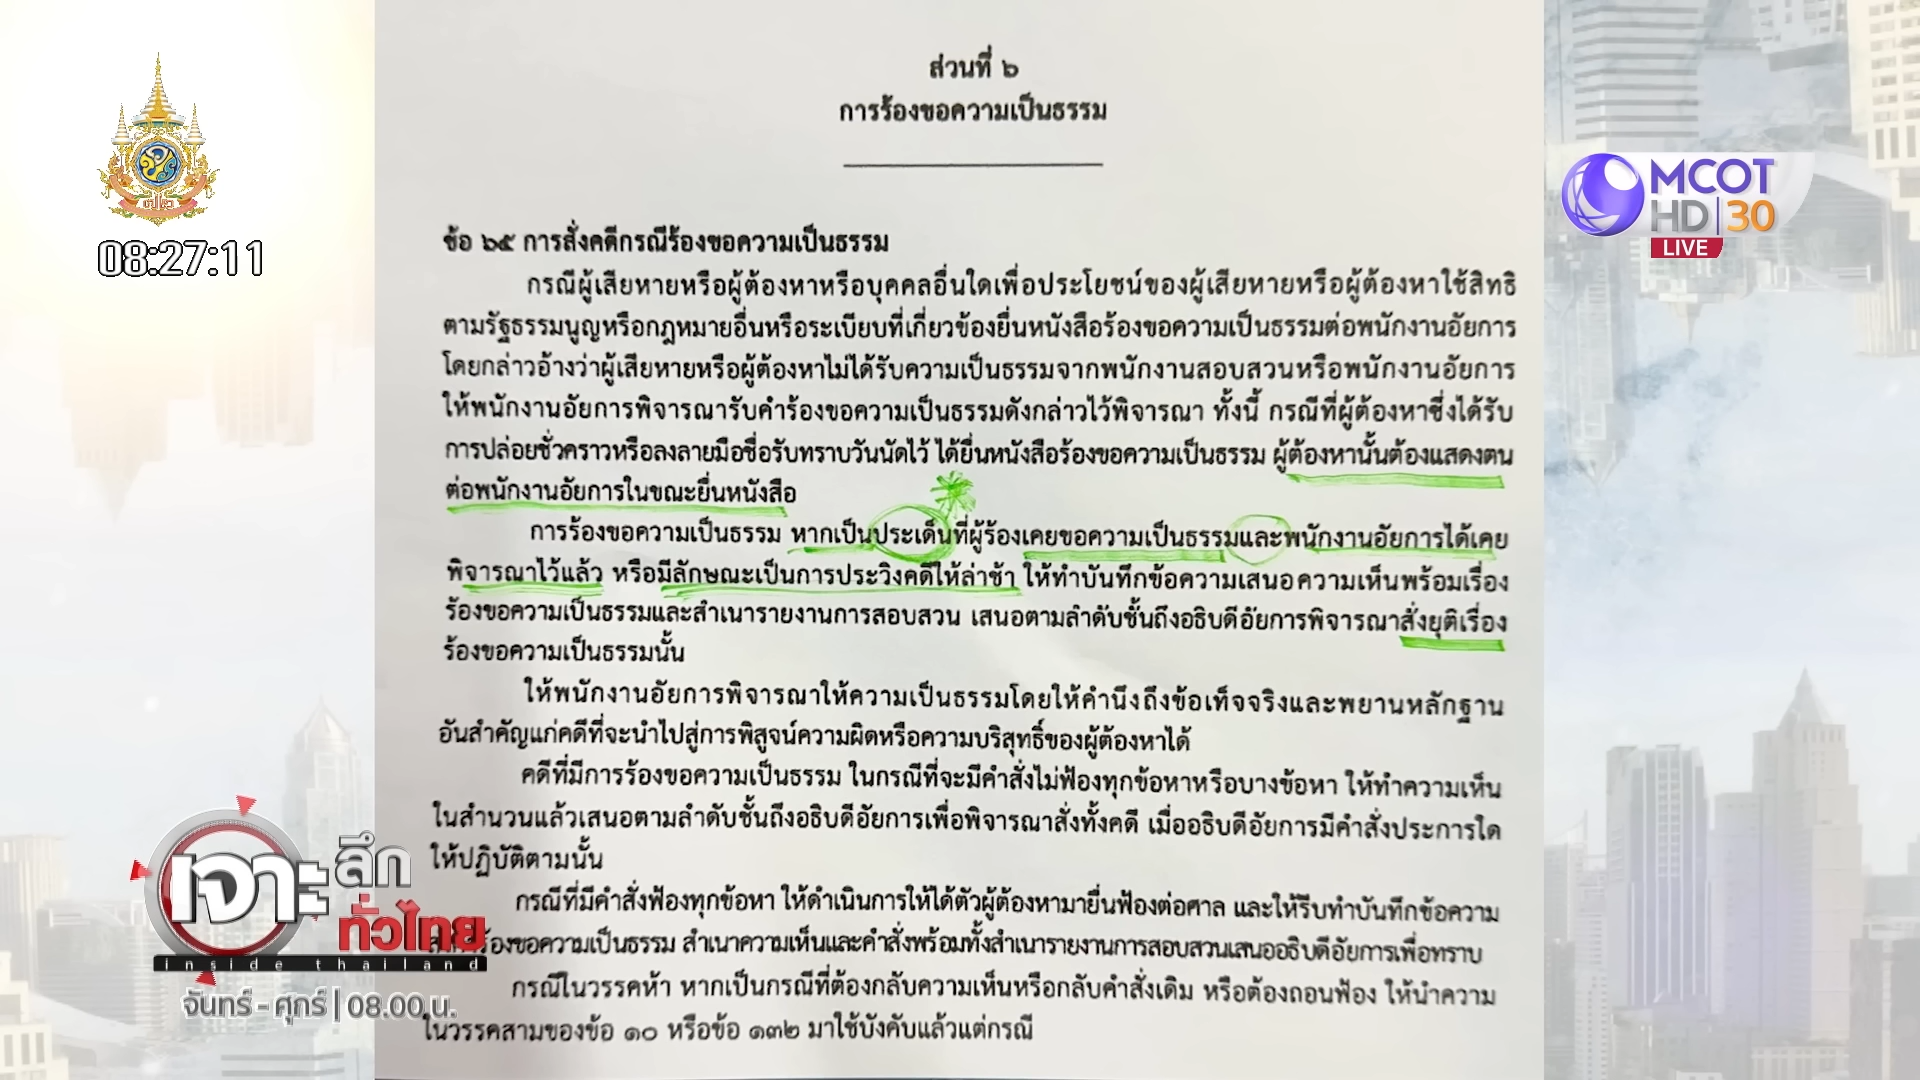 ส่วนที่ ๖
การร้องขอความเป็นธรรม
08:27:11
MCOT
HD 30
LIVE
ข้อ ๖๕ การสั่งคดีกรณีร้องขอความเป็นธรรม
กรณีผู้เสียหายหรือผู้ต้องหาหรือบุคคลอื่นใดเพื่อประโยชน์ของผู้เสียหายหรือผู้ต้องหาใช้สิทธิ
ตามรัฐธรรมนูญหรือกฎหมายอื่นหรือระเบียบที่เกี่ยวข้องยื่นหนังสือร้องขอความเป็นธรรมต่อพนักงานอัยการ
โดยกล่าวอ้างว่าผู้เสียหายหรือผู้ต้องหาไม่ได้รับความเป็นธรรมจากพนักงานสอบสวนหรือพนักงานอัยการ
ให้พนักงานอัยการพิจารณารับคำร้องขอความเป็นธรรมดังกล่าวไว้พิจารณา ทั้งนี้ กรณีที่ผู้ต้องหาซึ่งได้รับ
การปล่อยชั่วคราวหรือลงลายมือชื่อรับทราบวันนัดไว้ ได้ยื่นหนังสือร้องขอความเป็นธรรม ผู้ต้องหานั้นต้องแสดงตน
ต่อพนักงานอัยการในขณะยื่นหนังสือ
การร้องขอความเป็นธรรม หากเป็นประเด็นที่ผู้ร้องเคยขอความเป็นธรรมและพนักงานอัยการได้เคย
พิจารณาไว้แล้ว หรือมีลักษณะเป็นการประวิงคดีให้ล่าช้า ให้ทำบันทึกข้อความเสนอความเห็นพร้อมเรื่อง
ร้องขอความเป็นธรรมและสำเนารายงานการสอบสวน เสนอตามลำดับชั้นถึงอธิบดีอัยการพิจารณาสั่งยุติเรื่อง
ร้องขอความเป็นธรรมนั้น
ให้พนักงานอัยการพิจารณาให้ความเป็นธรรมโดยให้คำนึงถึงข้อเท็จจริงและพยานหลักฐาน
อันสำคัญแก่คดีที่จะนำไปสู่การพิสูจน์ความผิดหรือความบริสุทธิ์ของผู้ต้องหาได้
คดีที่มีการร้องขอความเป็นธรรม ในกรณีที่จะมีคำสั่งไม่ฟ้องทุกข้อหาหรือบางข้อหา ให้ทำความเห็น
ในสำนวนแล้วเสนอตามลำดับชั้นถึงอธิบดีอัยการเพื่อพิจารณาสั่งทั้งคดี เมื่ออธิบดีอัยการมีคำสั่งประการใด
ให้ปฏิบัติตามนั้น
กรณีที่มีคำสั่งฟ้องทุกข้อหา ให้ดำเนินการให้ได้ตัวผู้ต้องหามายื่นฟ้องต่อศาล และให้รีบทำบันทึกข้อความ
ร้องขอความเป็นธรรม สำเนาความเห็นและคำสั่งพร้อมทั้งสำเนารายงานการสอบสวนเสนออธิบดีอัยการเพื่อทราบ
กรณีในวรรคห้า หากเป็นกรณีที่ต้องกลับความเห็นหรือกลับคำสั่งเดิม หรือต้องถอนฟ้อง ให้นำความ
ในวรรคสามของข้อ ๑๐ หรือข้อ ๑๓๒ มาใช้บังคับแล้วแต่กรณี
เจาะลึก
ทั่วไทย
inside thailand
จันทร์ - ศุกร์ | 08.00 น.